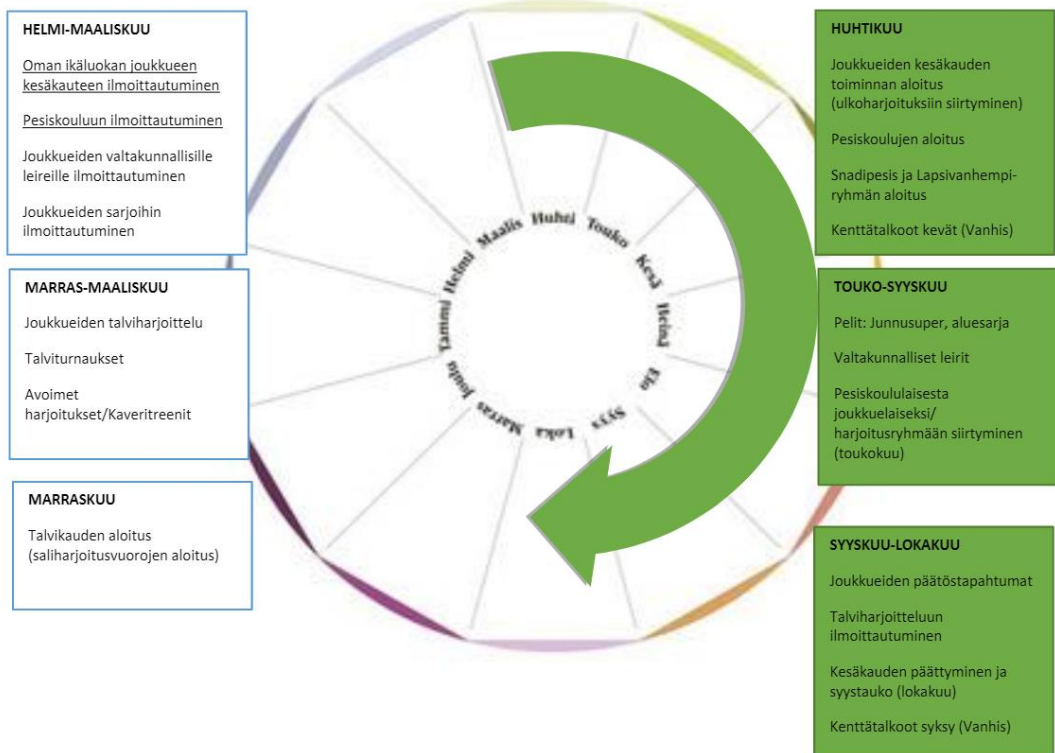 HELMI-MAALISKUU
Oman ikäluokan joukkueen
kesäkauteen ilmoittautuminen
Pesiskouluun ilmoittautuminen
Joukkueiden valtakunnallisille
leireille ilmoittautuminen
Joukkueiden sarjoihin
ilmoittautuminen
MARRAS-MAALISKUU
Joukkueiden talviharjoittelu
Talviturnaukset
Avoimet
harjoitukset/Kaveritreenit
MARRASKUU
Talvikauden aloitus
(saliharjoitusvuorojen aloitus)
Tammi
Helmi
Maalis
Huhti
Touko
Kesä
Heinä
Elo
Syys
Loka
Marras
Joulu
HUHTIKUU
Joukkueiden kesäkauden
toiminnan aloitus
(ulkoharjoituksiin siirtyminen)
Pesiskoulujen aloitus
Snadipesis ja Lapsivanhempi-
ryhmän aloitus
Kenttätalkoot kevät (Vanhis)
TOUKO-SYYSKUU
Pelit: Junnusuper, aluesarja
Valtakunnalliset leirit
Pesiskoululaisesta
joukkuelaiseksi/
harjoitusryhmään siirtyminen
(toukokuu)
SYYSKUU-LOKAKUU
Joukkueiden päätöstapahtumat
Talviharjoitteluun
ilmoittautuminen
Kesäkauden päättyminen ja
syystauko (lokakuu)
Kenttätalkoot syksy (Vanhis)